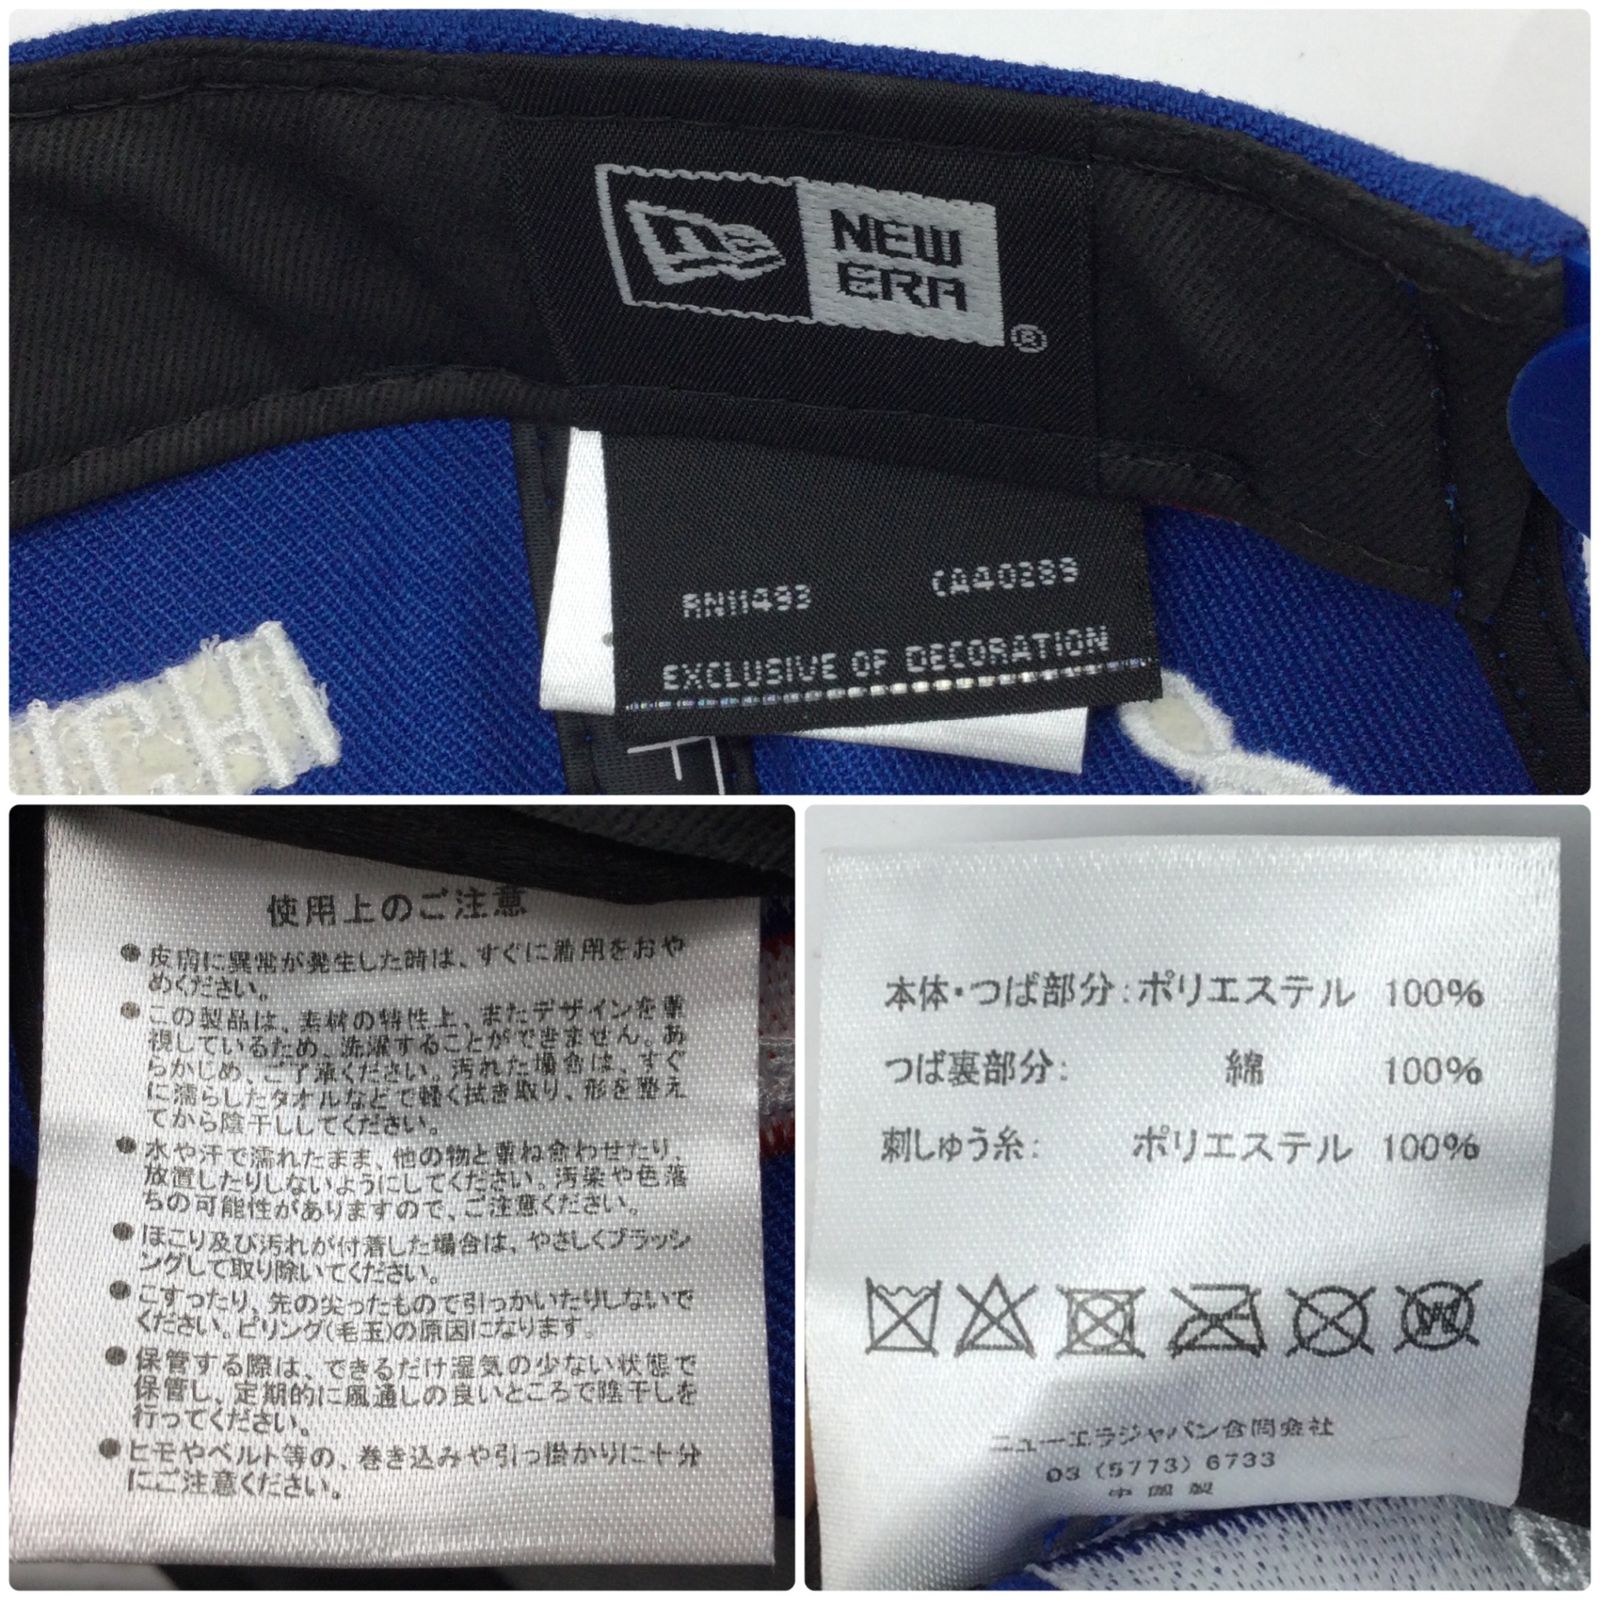 NE
NEW
ERA
®
RN11493 CA40289
EXCLUSIVE OF DECORATION
使用上のご注意
●皮膚に異常が発生した時は、すぐに着用をおや
めください。
●この製品は、素材の特性上、またデザインを重
視しているため、洗濯することができません。あ
らかじめ、ご了承ください。汚れた場合は、すぐ
に濡らしたタオルなどで軽く拭き取り、形を整え
てから陰干ししてください。
●水や汗で濡れたまま、他の物と重ね合わせたり、
放置したりしないようにしてください。汚染や色落
ちの可能性がありますので、ご注意ください。
●ほこり及び汚れが付着した場合は、やさしくブラッシ
ングして取り除いてください。
●こすったり、先の尖ったもので引っかいたりしないで
ください。ピリング(毛玉)の原因になります。
●保管する際は、できるだけ湿気の少ない状態で
保管し、定期的に風通しの良いところで陰干しを
行ってください。
●ヒモやベルト等の、巻き込みや引っ掛かりに十分
にご注意ください。
本体・つば部分:ポリエステル 100%
つば裏部分: 綿 100%
刺しゅう糸: ポリエステル 100%
W
ニューエラジャパン合同会社
03 (5773) 6733
中国製